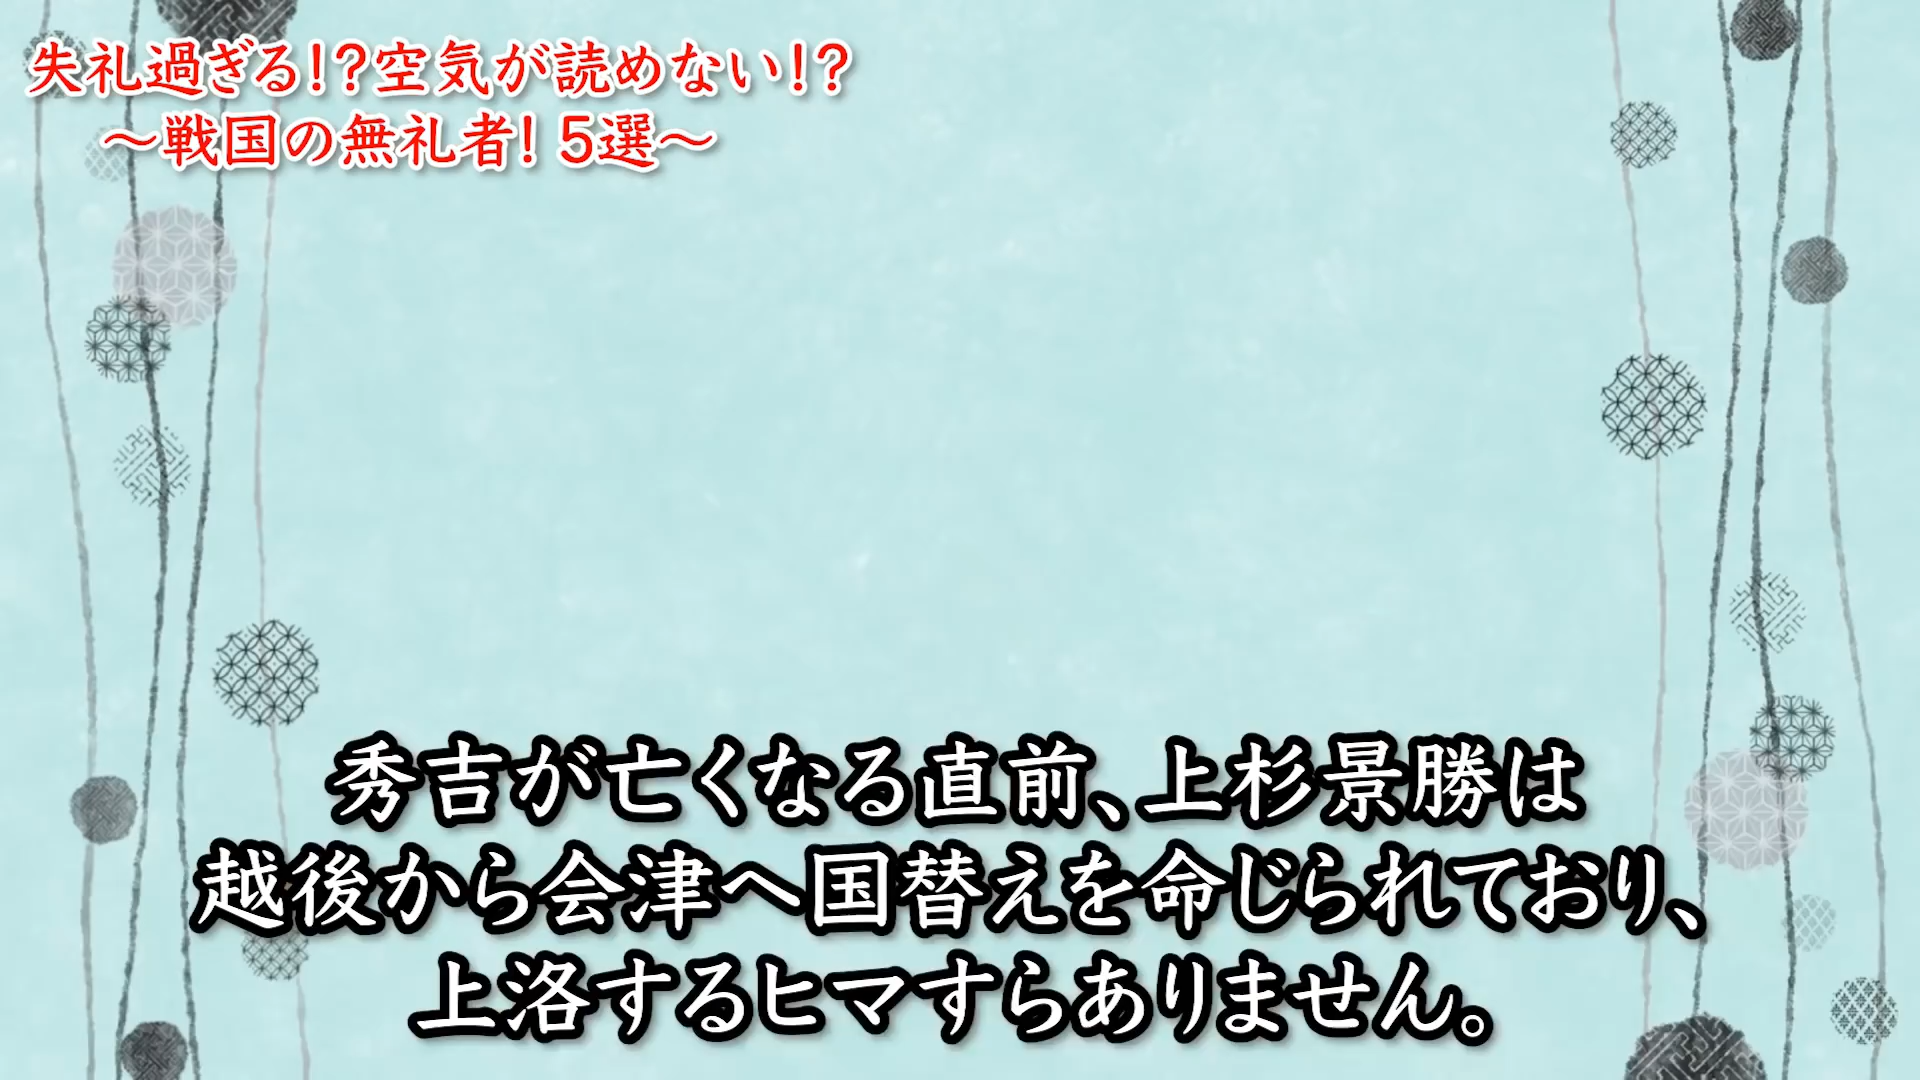 失礼過ぎる!?空気が読めない!?
～戦国の無礼者!5選～
秀吉が亡くなる直前、上杉景勝は
越後から会津へ国替えを命じられており、
上洛するヒマすらありません。